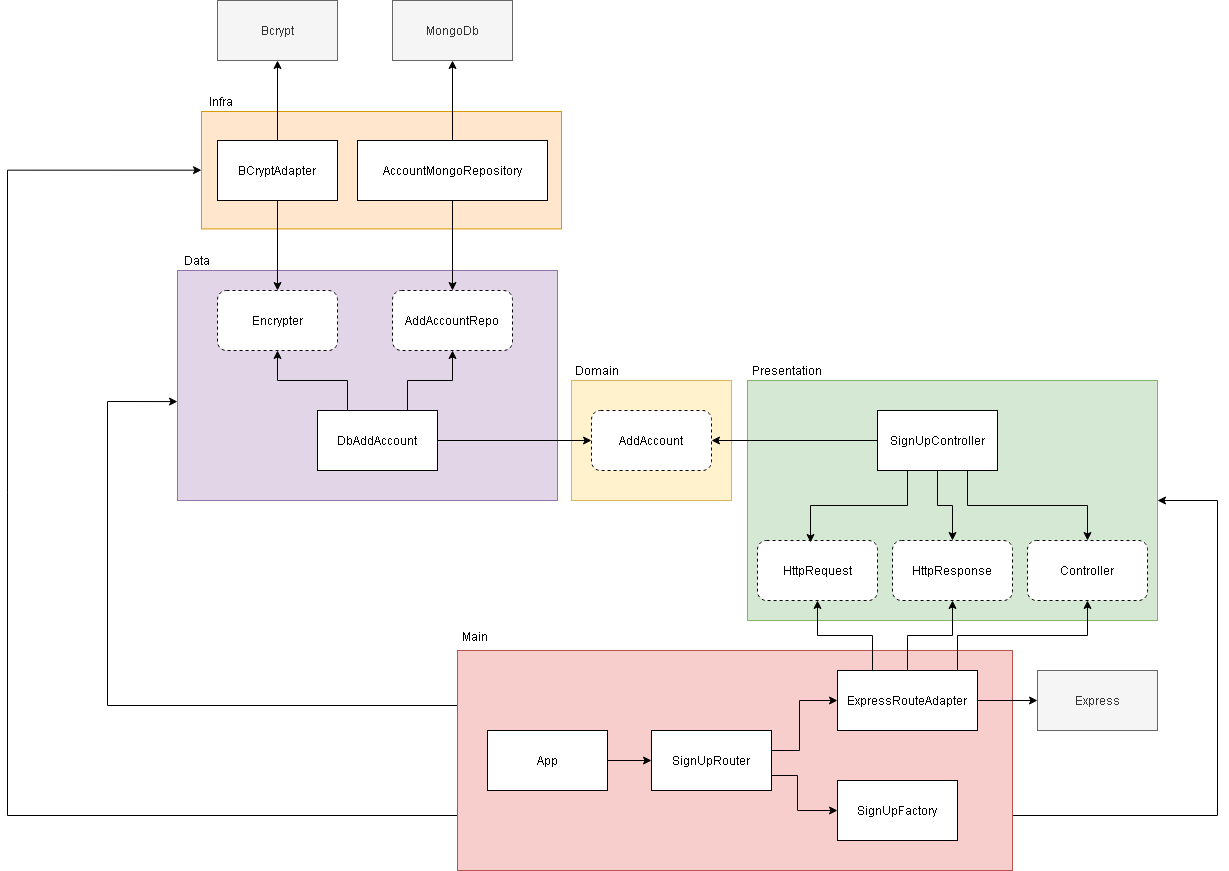 Bcrypt
MongoDb
Infra
BCryptAdapter
AccountMongoRepository
Data
Encrypter
AddAccountRepo
Domain
Presentation
DbAddAccount
AddAccount
SignUpController
HttpRequest
HttpResponse
Controller
Main
ExpressRouteAdapter
Express
App
SignUpRouter
SignUpFactory